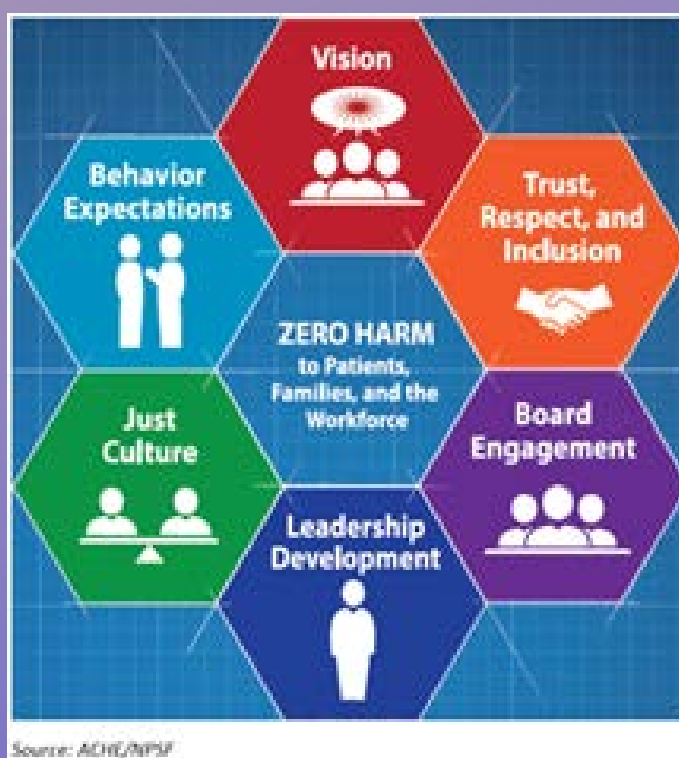 Vision
Trust,
Respect, and
Inclusion
Board
Engagement
Leadership
Development
Just
Culture
Behavior
Expectations
ZERO HARM
to Patients,
Families, and the
Workforce
Source: ACHE/NPSF